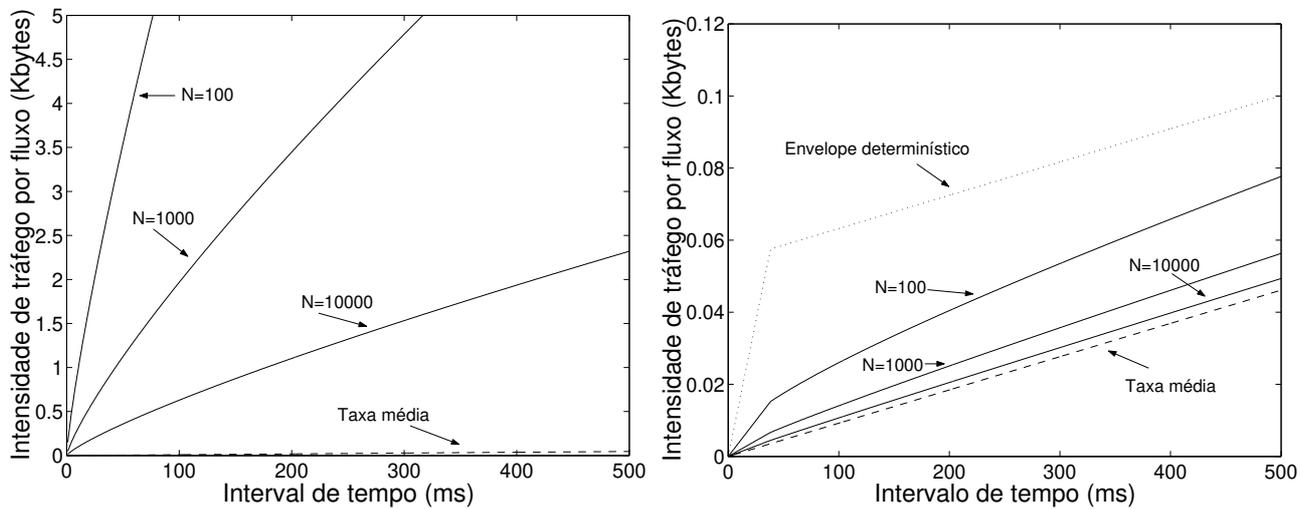 Intensidade de tráfego por fluxo (Kbytes)
5
4.5
4
3.5
3
2.5
2
1.5
1
0.5
0
N=100
N=1000
N=10000
Taxa média
0 100 200 300 400 500
Interval de tempo (ms)
Intensidade de tráfego por fluxo (Kbytes)
0.12
0.1
0.08
0.06
0.04
0.02
0
Envelope determinístico
N=10000
N=100
N=1000
Taxa média
0 100 200 300 400 500
Intervalo de tempo (ms)